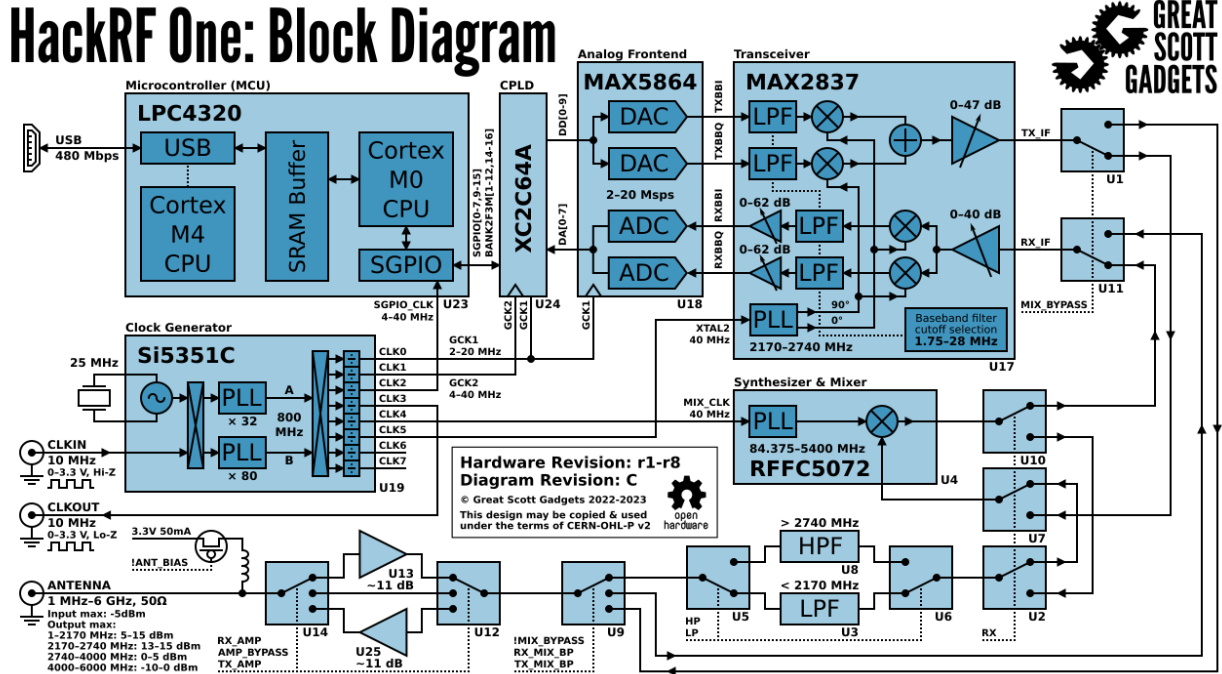 HackRF One: Block Diagram
GREAT
SCOTT
GADGETS
Microcontroller (MCU)
LPC4320
USB
480 Mbps
USB
Cortex
M4
CPU
SRAM Buffer
Cortex
M0
CPU
SGPIO
U23
SGPIO_CLK
4–40 MHz
SGPIO[0-7,9-15]
BANK2F3M[1-12,14-16]
CPLD
XC2C64A
U24
GCK2
GCK1
DD[0-9]
DA[0-7]
Analog Frontend
MAX5864
DAC
DAC
2–20 Msps
ADC
ADC
GCK1
U18
TXBBI
TXBBQ
RXBBI
RXBBQ
Transceiver
MAX2837
LPF
LPF
0–47 dB
0–62 dB
LPF
0–62 dB
LPF
0–40 dB
PLL
90°
0°
2170–2740 MHz
Baseband filter
cutoff selection
1.75–28 MHz
U17
XTAL2
40 MHz
TX_IF
U1
RX_IF
U11
MIX_BYPASS
Clock Generator
Si5351C
25 MHz
PLL
× 32
A
800
MHz
PLL
× 80
B
U19
CLK0
CLK1
CLK2
CLK3
CLK4
CLK5
CLK6
CLK7
GCK1
2–20 MHz
GCK2
4–40 MHz
CLKIN
10 MHz
0–3.3 V, Hi-Z
CLKOUT
10 MHz
0–3.3 V, Lo-Z
Synthesizer & Mixer
MIX_CLK
40 MHz
PLL
84.375–5400 MHz
RFFC5072
U4
U10
U7
U2
RX
Hardware Revision: r1-r8
Diagram Revision: C
© Great Scott Gadgets 2022-2023
This design may be copied & used
under the terms of CERN-OHL-P v2
open
hardware
3.3V 50mA
!ANT_BIAS
ANTENNA
1 MHz–6 GHz, 50Ω
Input max: -5dBm
Output max:
1–2170 MHz: 5–15 dBm
2170–2740 MHz: 13–15 dBm
2740–4000 MHz: 0–5 dBm
4000–6000 MHz: -10–0 dBm
U14
RX_AMP
AMP_BYPASS
TX_AMP
U13
~11 dB
U25
~11 dB
U12
U9
!MIX_BYPASS
RX_MIX_BP
TX_MIX_BP
U5
HP
LP
> 2740 MHz
HPF
U8
< 2170 MHz
LPF
U3
U6